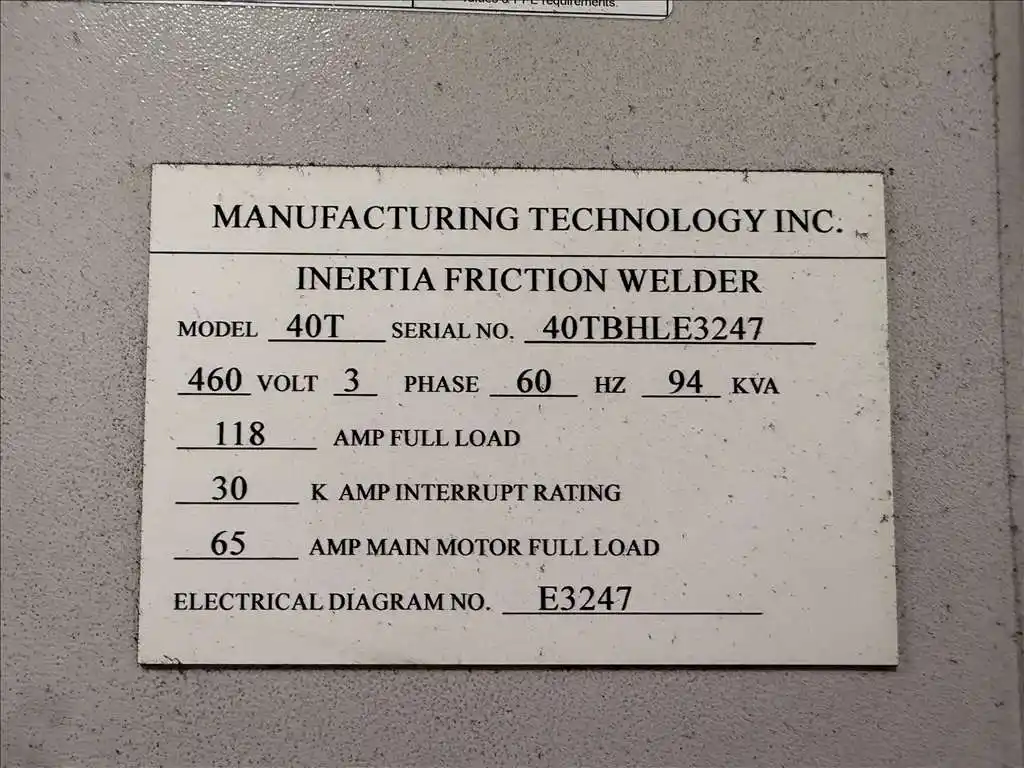 requirements.
MANUFACTURING TECHNOLOGY INC.
INERTIA FRICTION WELDER
MODEL 40T SERIAL NO. 40TBHLE3247
460 VOLT 3 PHASE 60 HZ 94 KVA
118 AMP FULL LOAD
30 K AMP INTERRUPT RATING
65 AMP MAIN MOTOR FULL LOAD
ELECTRICAL DIAGRAM NO. E3247